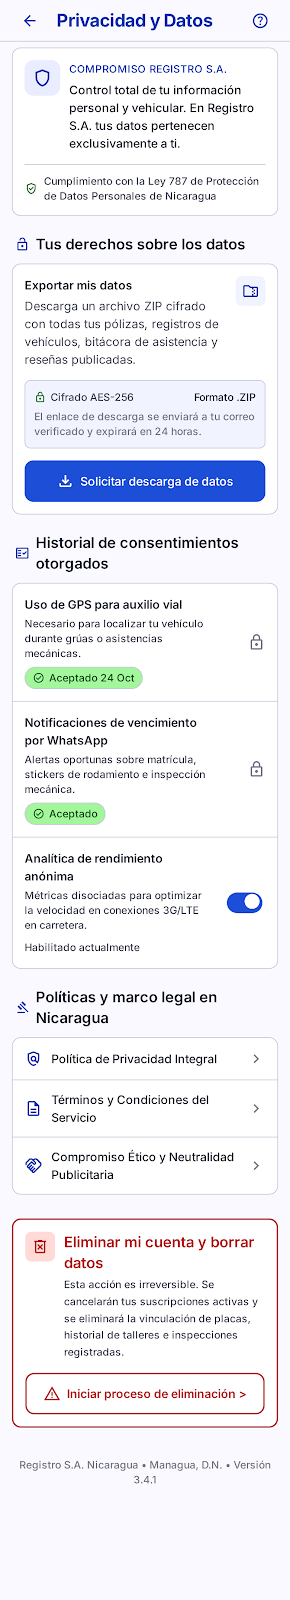 Privacidad y Datos
COMPROMISO REGISTRO S.A.
Control total de tu información
personal y vehicular. En Registro
S.A. tus datos pertenecen
exclusivamente a ti.
Cumplimiento con la Ley 787 de Protección
de Datos Personales de Nicaragua
Tus derechos sobre los datos
Exportar mis datos
Descarga un archivo ZIP cifrado
con todas tus pólizas, registros de
vehículos, bitácora de asistencia y
reseñas publicadas.
Cifrado AES-256 Formato .ZIP
El enlace de descarga se enviará a tu correo
verificado y expirará en 24 horas.
Solicitar descarga de datos
Historial de consentimientos
otorgados
Uso de GPS para auxilio vial
Necesario para localizar tu vehículo
durante grúas o asistencias
mecánicas.
Aceptado 24 Oct
Notificaciones de vencimiento
por WhatsApp
Alertas oportunas sobre matrícula,
stickers de rodamiento e inspección
mecánica.
Aceptado
Analítica de rendimiento
anónima
Métricas disociadas para optimizar
la velocidad en conexiones 3G/LTE
en carretera.
Habilitado actualmente
Políticas y marco legal en
Nicaragua
Política de Privacidad Integral
Términos y Condiciones del
Servicio
Compromiso Ético y Neutralidad
Publicitaria
Eliminar mi cuenta y borrar
datos
Esta acción es irreversible. Se
cancelarán tus suscripciones activas y
se eliminará la vinculación de placas,
historial de talleres e inspecciones
registradas.
Iniciar proceso de eliminación >
Registro S.A. Nicaragua • Managua, D.N. • Versión
3.4.1